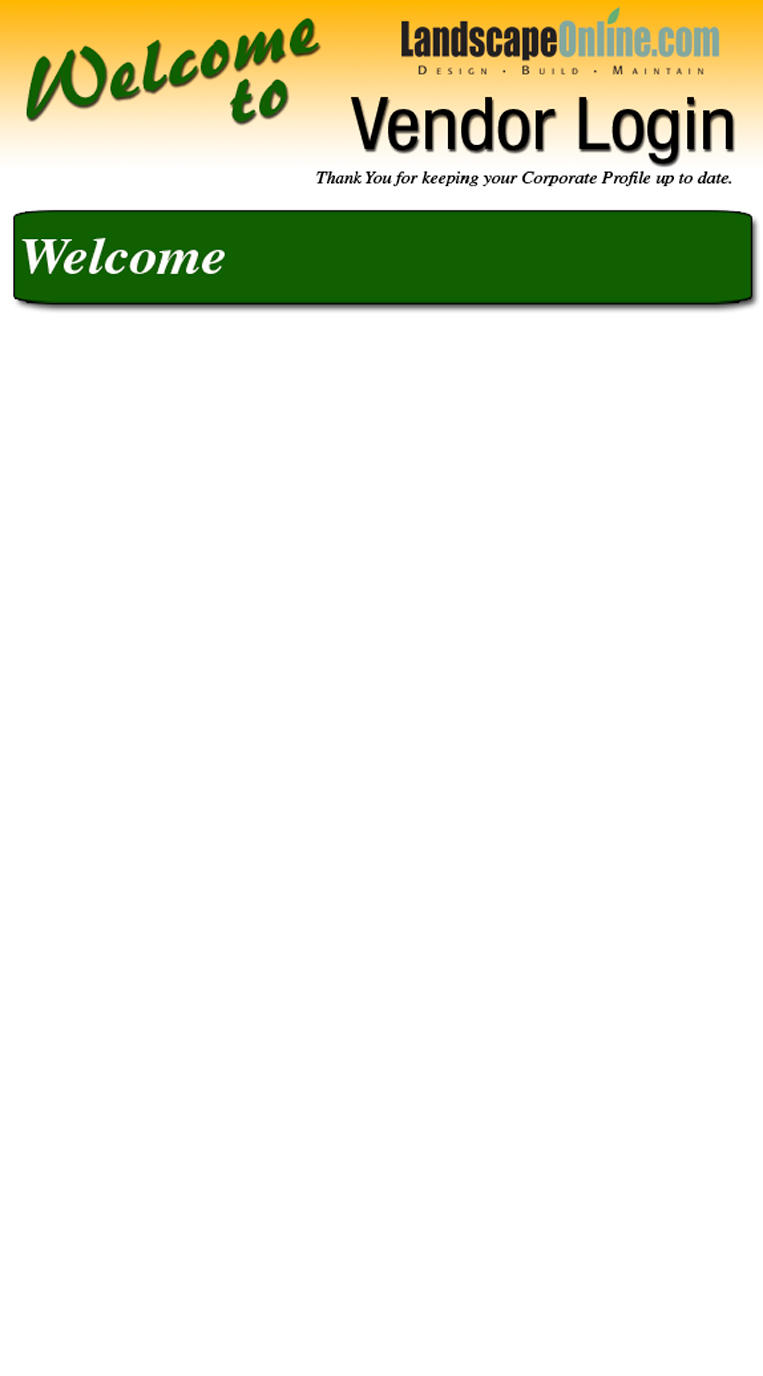 Welcome
to
LandscapeOnline.com
Design • Build • Maintain
Vendor Login
Thank You for keeping your Corporate Profile up to date.
Welcome